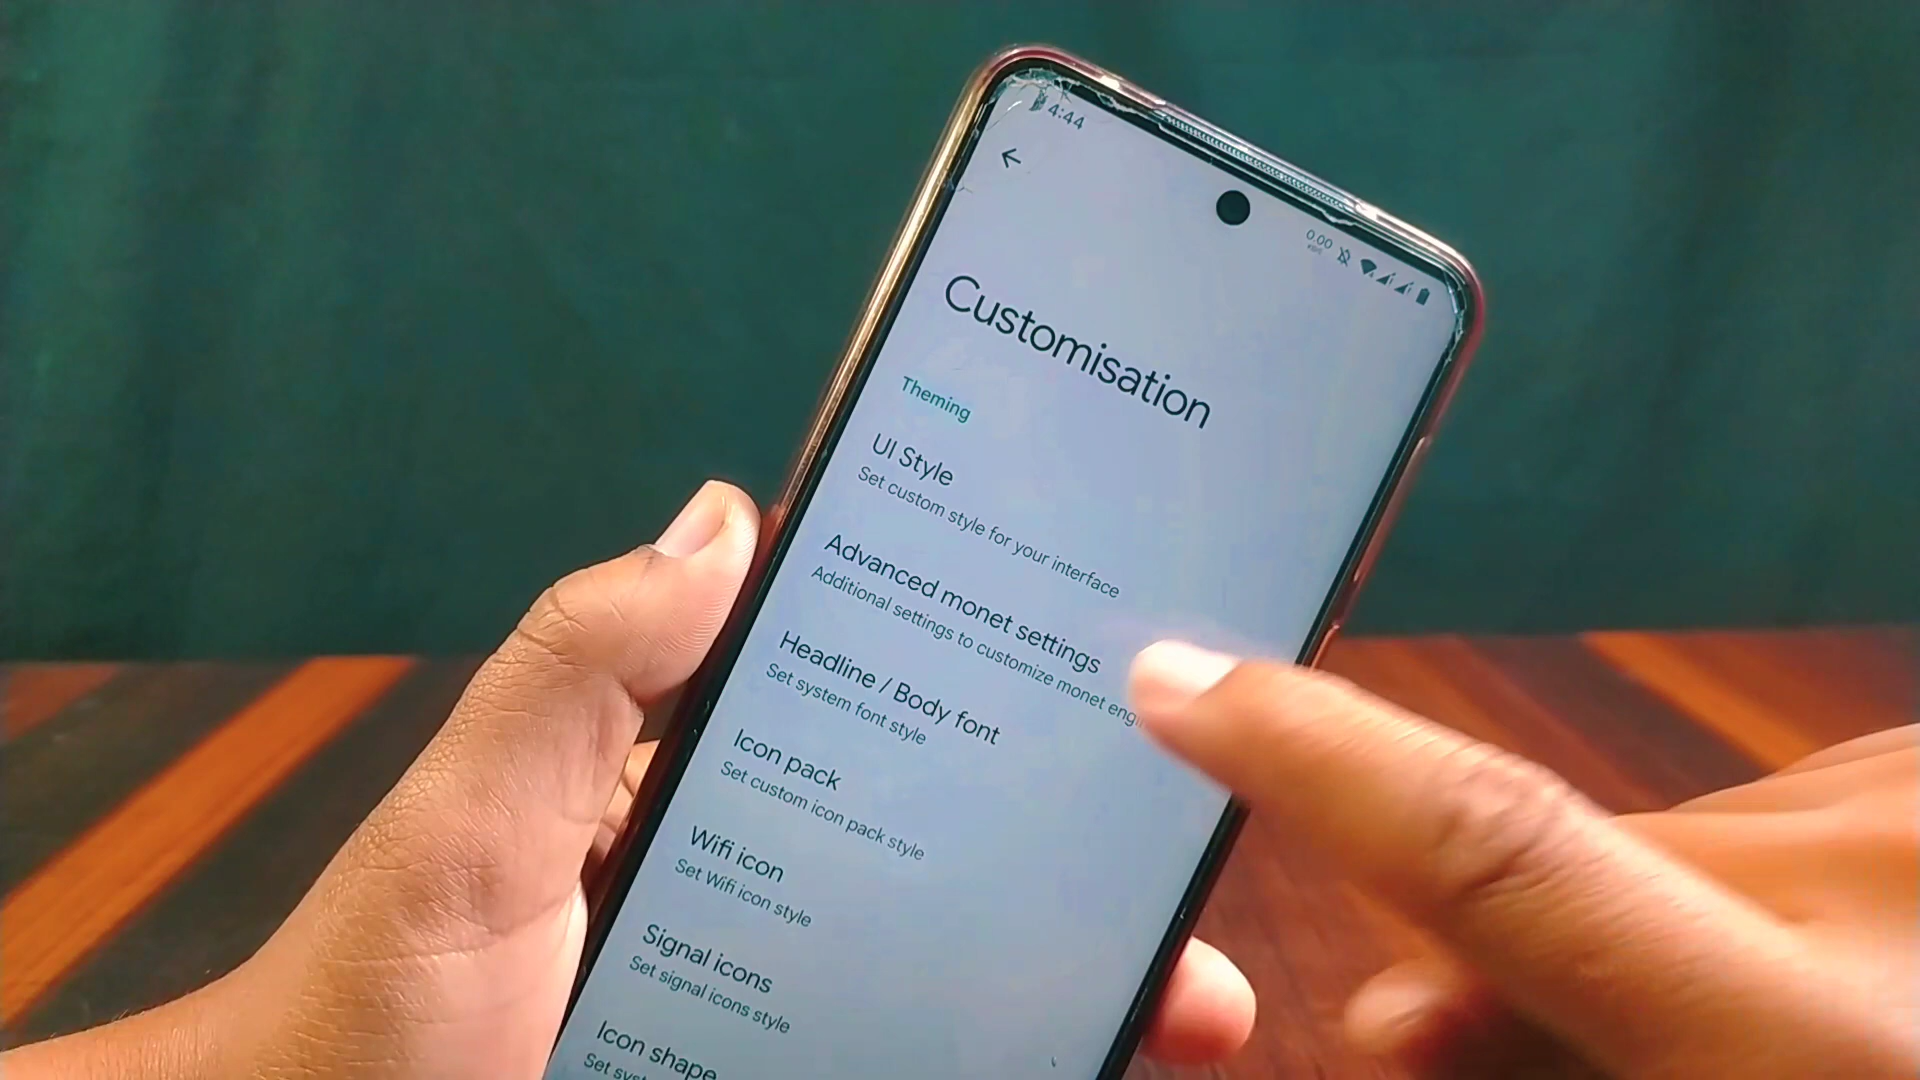 4:44
0.00
Customisation
Theming
UI Style
Set custom style for your interface
Advanced monet settings
Additional settings to customize monet
Headline / Body font
Set system font style
Icon pack
Set custom icon pack style
Wifi icon
Set Wifi icon style
Signal icons
Set signal icons style
Icon shape
Set